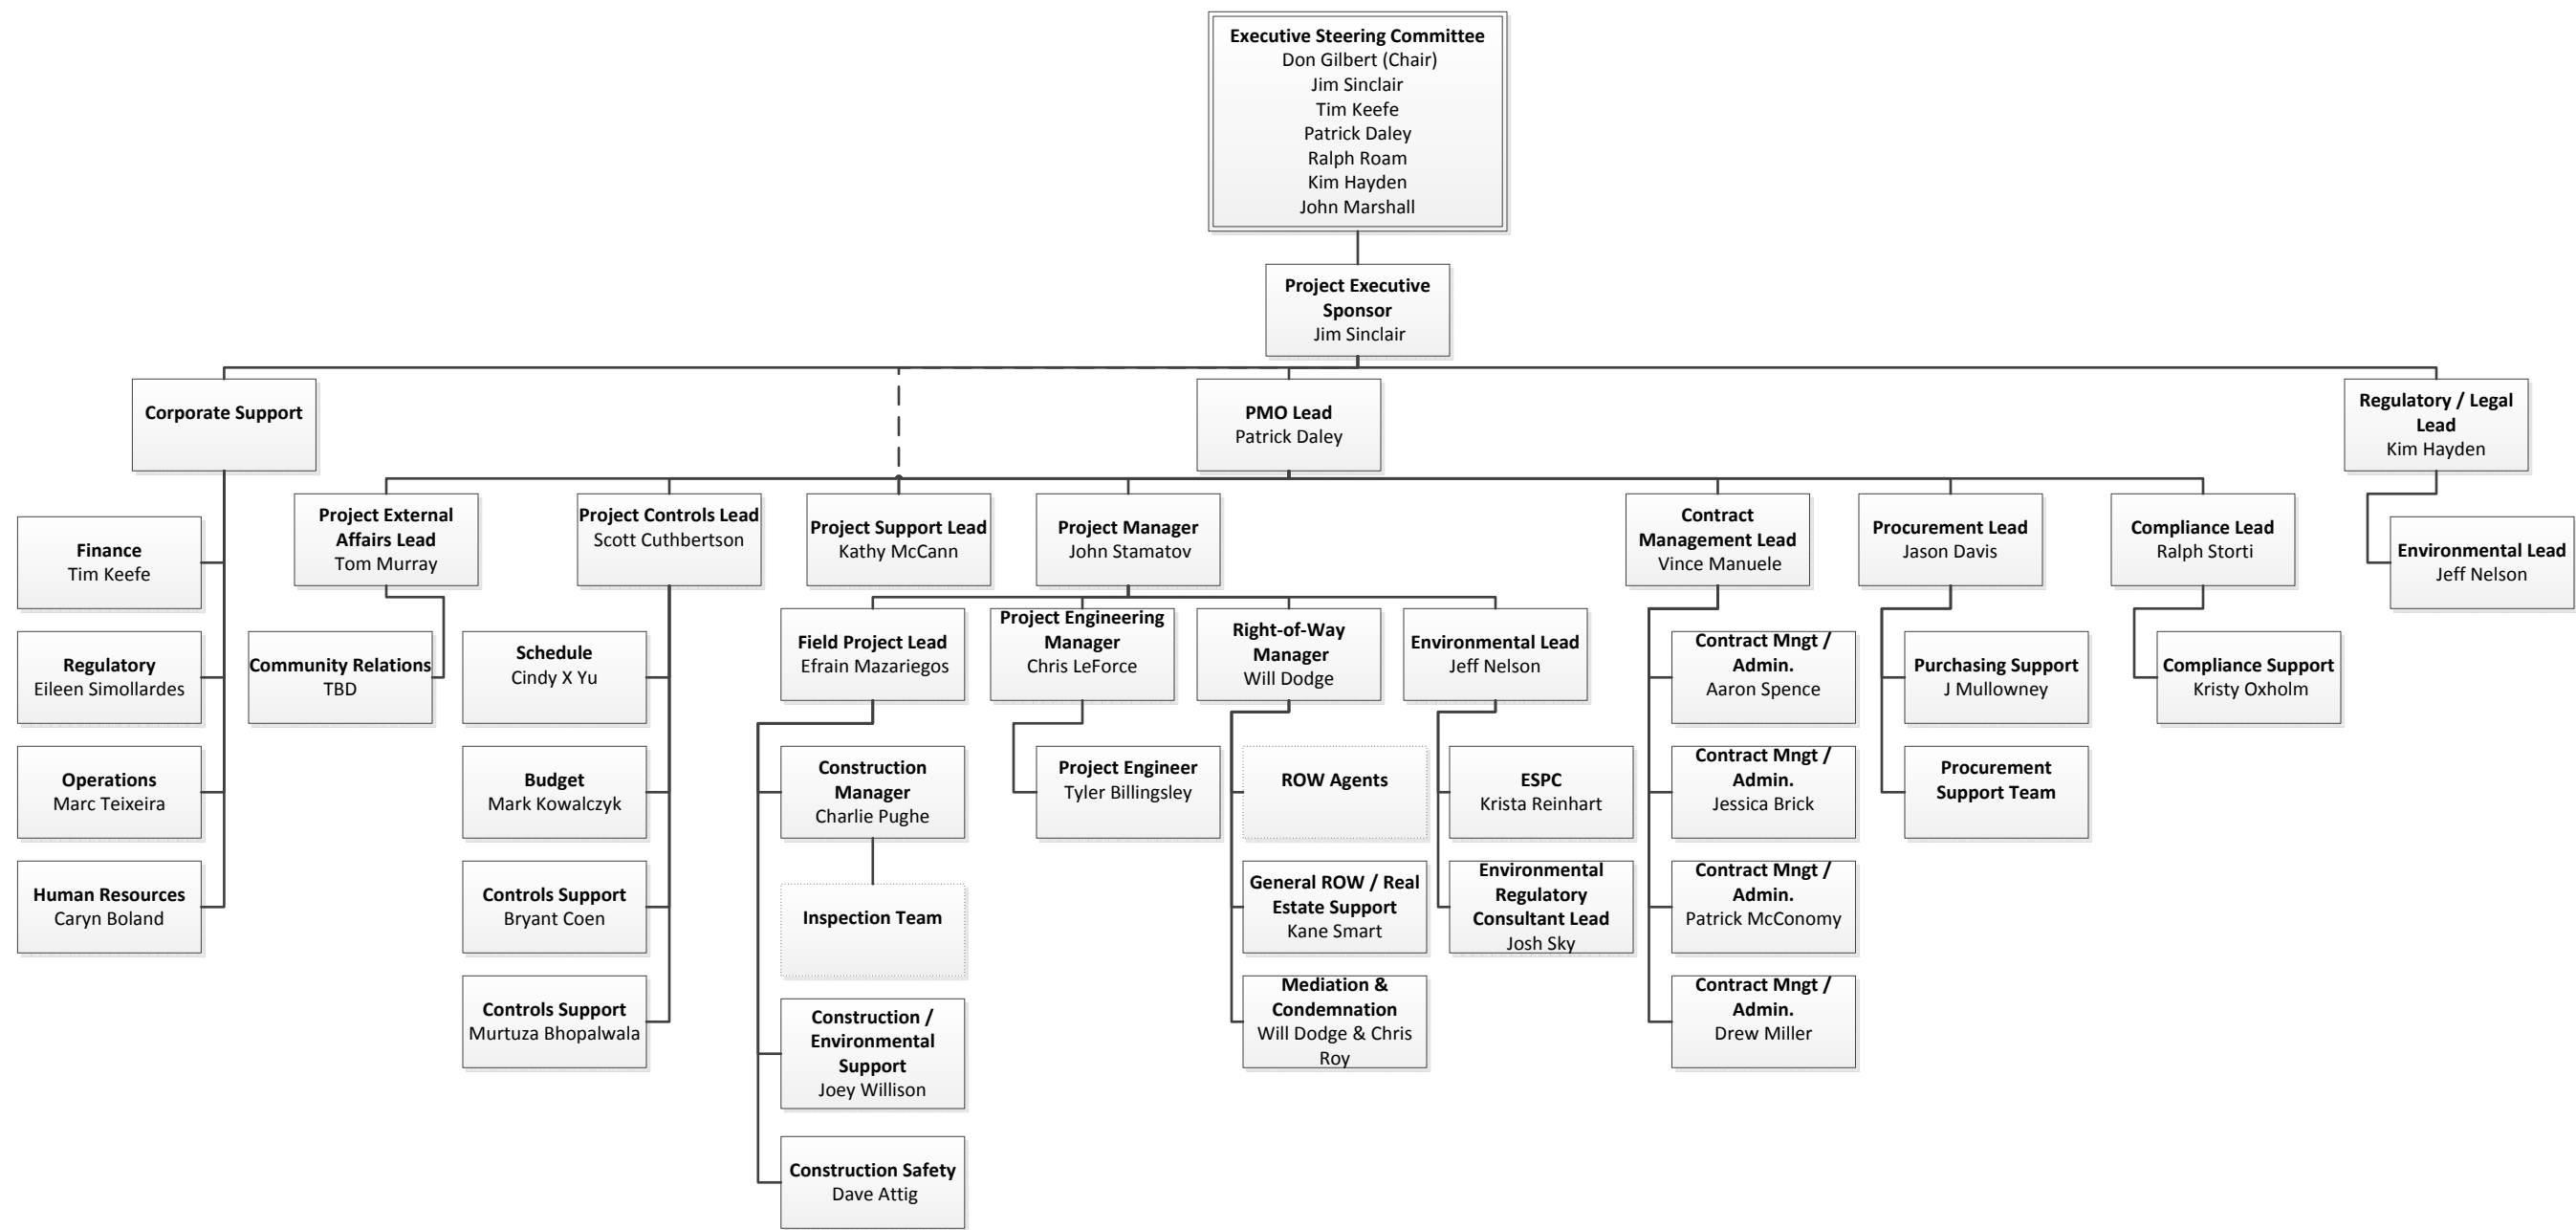 Executive Steering Committee
Don Gilbert (Chair)
Jim Sinclair
Tim Keefe
Patrick Daley
Ralph Roam
Kim Hayden
John Marshall
Project Executive
Sponsor
Jim Sinclair
Corporate Support
PMO Lead
Patrick Daley
Regulatory / Legal
Lead
Kim Hayden
Finance
Tim Keefe
Regulatory
Eileen Simollardes
Operations
Marc Teixeira
Human Resources
Caryn Boland
Project External
Affairs Lead
Tom Murray
Community Relations
TBD
Project Controls Lead
Scott Cuthbertson
Schedule
Cindy X Yu
Budget
Mark Kowalczyk
Controls Support
Bryant Coen
Controls Support
Murtuza Bhopalwala
Project Support Lead
Kathy McCann
Project Manager
John Stamatov
Field Project Lead
Efrain Mazariegos
Construction
Manager
Charlie Pughe
Inspection Team
Construction /
Environmental
Support
Joey Willison
Construction Safety
Dave Attig
Project Engineering
Manager
Chris LeForce
Project Engineer
Tyler Billingsley
Right-of-Way
Manager
Will Dodge
ROW Agents
General ROW / Real
Estate Support
Kane Smart
Mediation &
Condemnation
Will Dodge & Chris
Roy
Environmental Lead
Jeff Nelson
ESPC
Krista Reinhart
Environmental
Regulatory
Consultant Lead
Josh Sky
Contract
Management Lead
Vince Manuele
Contract Mngt /
Admin.
Aaron Spence
Contract Mngt /
Admin.
Jessica Brick
Contract Mngt /
Admin.
Patrick McConomy
Contract Mngt /
Admin.
Drew Miller
Procurement Lead
Jason Davis
Purchasing Support
J Mullowney
Procurement
Support Team
Compliance Lead
Ralph Storti
Compliance Support
Kristy Oxholm
Environmental Lead
Jeff Nelson